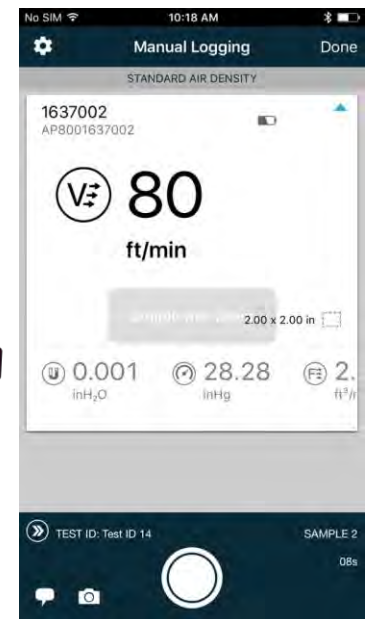 No SIM 10:18 AM
Manual Logging Done
STANDARD AIR DENSITY
1637002
AP8001637002
V 80
ft/min
2.00 x 2.00 in
0.001 28.28 2.
inH₂O inHg ft³/
TEST ID: Test ID 14 SAMPLE 2
08s